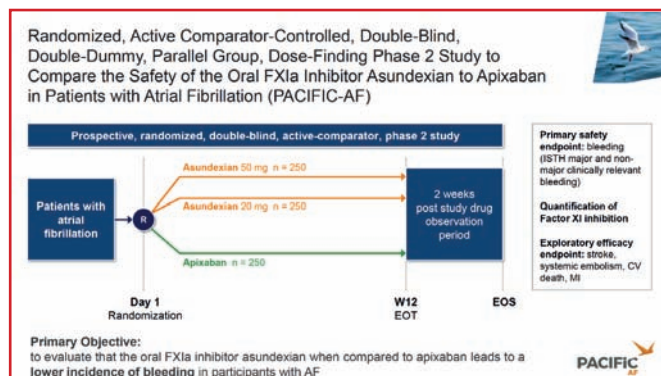 Randomized, Active Comparator-Controlled, Double-Blind,
Double-Dummy, Parallel Group, Dose-Finding Phase 2 Study to
Compare the Safety of the Oral FXIa Inhibitor Asundexian to Apixaban
in Patients with Atrial Fibrillation (PACIFIC-AF)
Prospective, randomized, double-blind, active-comparator, phase 2 study
Patients with
atrial
fibrillation
R
Asundexian 50 mg n = 250
Asundexian 20 mg n = 250
Apixaban n = 250
2 weeks
post study drug
observation
period
Day 1
Randomization
W12
EOT
EOS
Primary safety
endpoint: bleeding
(ISTH major and non-
major clinically relevant
bleeding)
Quantification of
Factor XI inhibition
Exploratory efficacy
endpoint: stroke,
systemic embolism, CV
death, MI
Primary Objective:
to evaluate that the oral FXIa inhibitor asundexian when compared to apixaban leads to a
lower incidence of bleeding in participants with AF
PACIFIC
AF